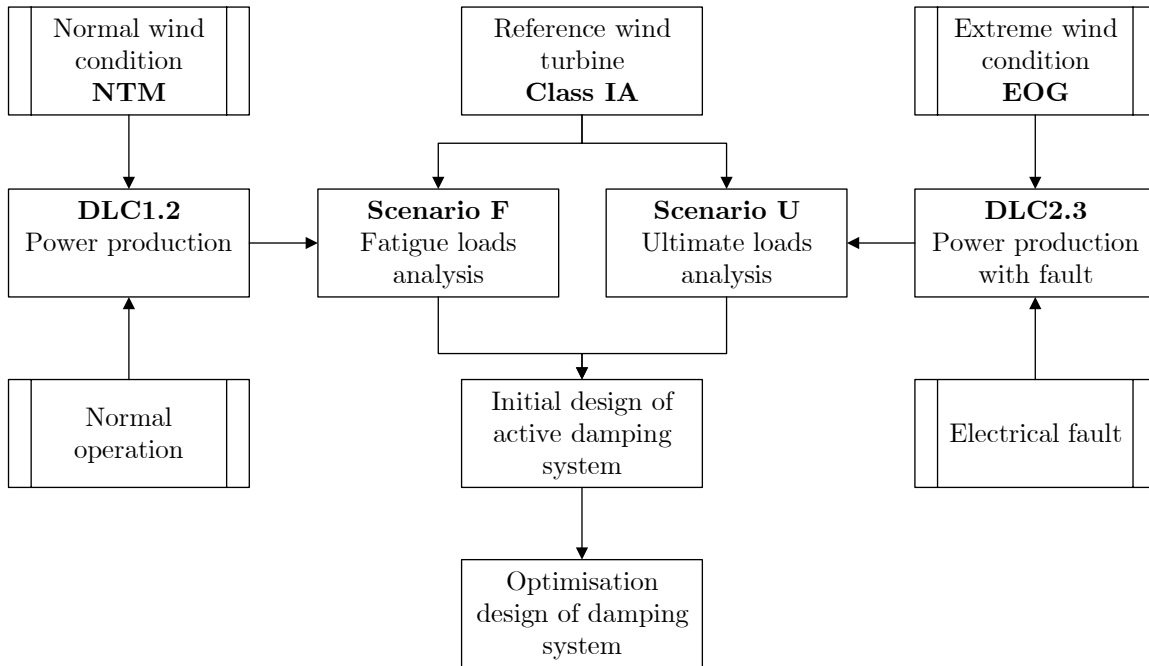 Normal wind
condition
NTM
Reference wind
turbine
Class IA
Extreme wind
condition
EOG
DLC1.2
Power production
Scenario F
Fatigue loads
analysis
Scenario U
Ultimate loads
analysis
DLC2.3
Power production
with fault
Normal
operation
Initial design of
active damping
system
Electrical fault
Optimisation
design of damping
system